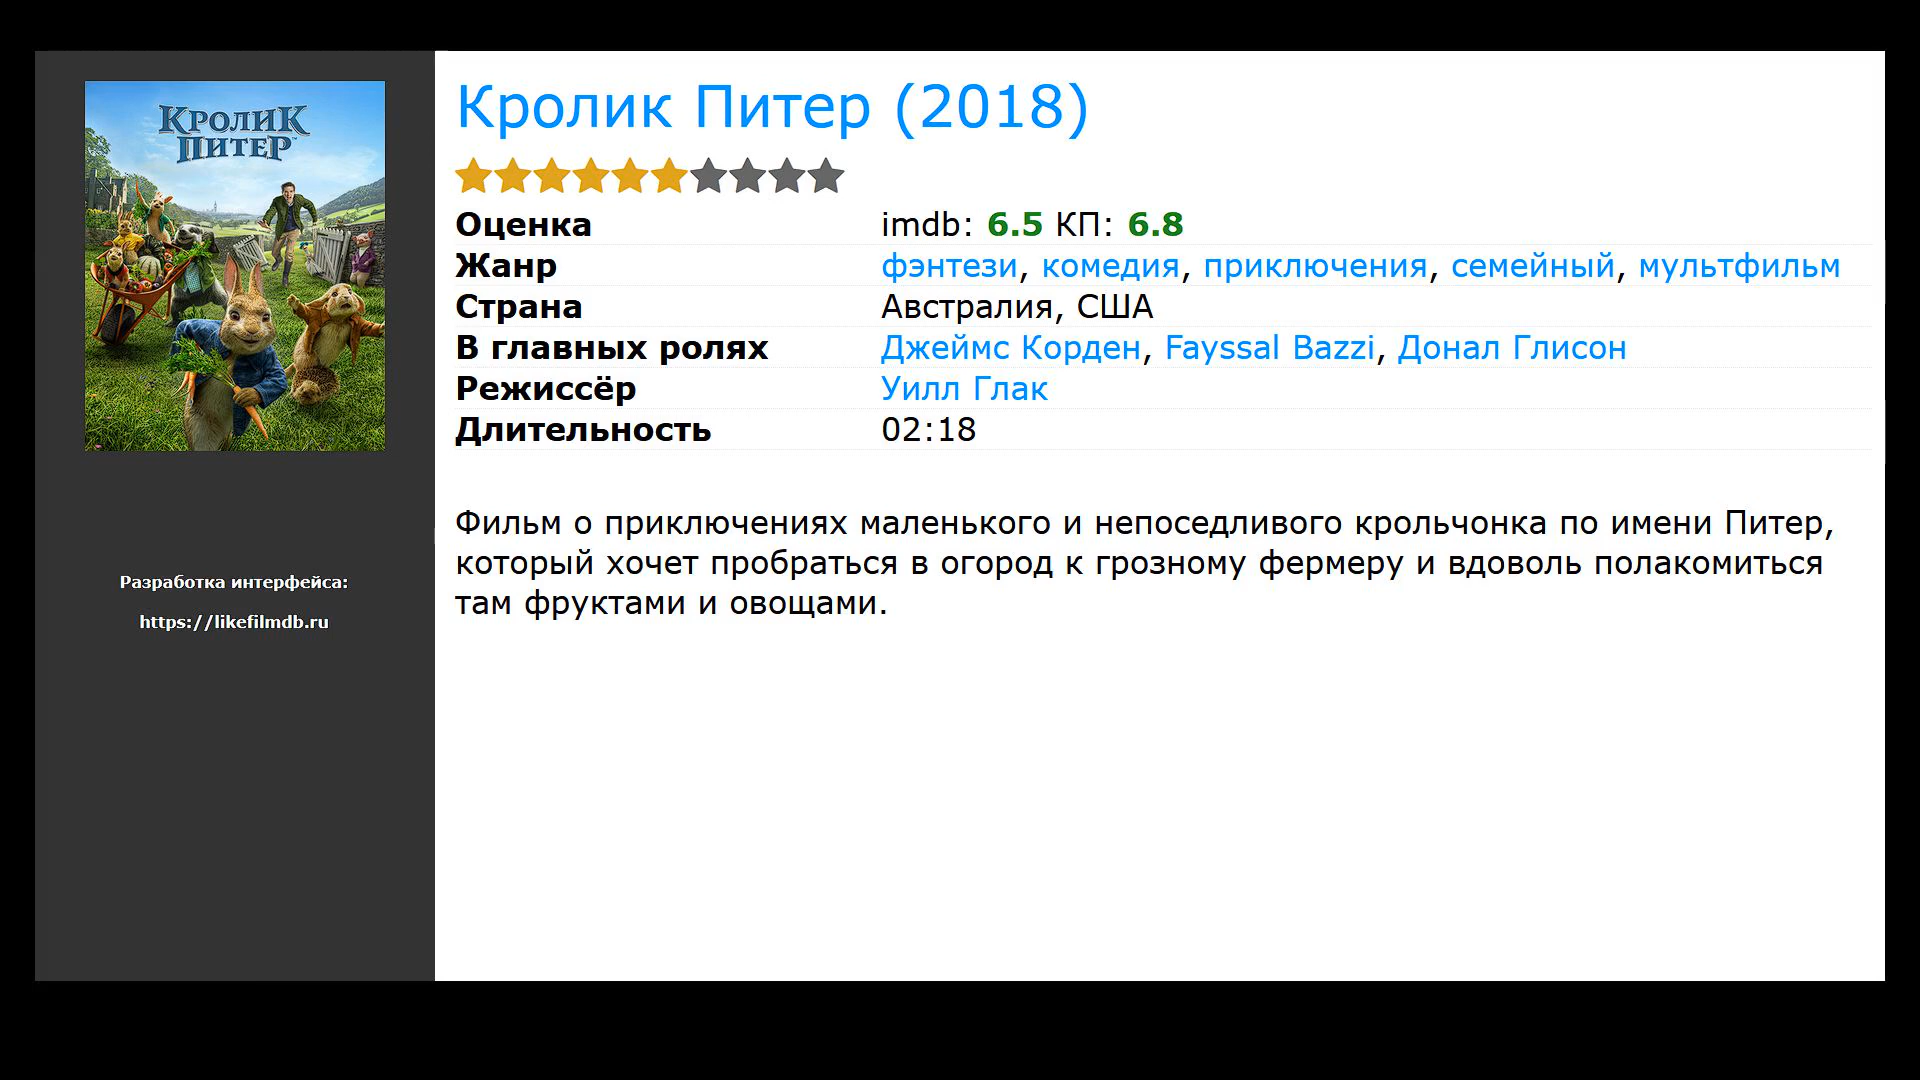 КРОЛИК
ПИТЕР
Разработка интерфейса:
https://likefilmdb.ru
Кролик Питер (2018)
Оценка imdb: 6.5 КП: 6.8
Жанр фэнтези, комедия, приключения, семейный, мультфильм
Страна Австралия, США
В главных ролях Джеймс Корден, Fayssal Bazzi, Донал Глисон
Режиссёр Уилл Глак
Длительность 02:18
Фильм о приключениях маленького и непоседливого крольчонка по имени Питер,
который хочет пробраться в огород к грозному фермеру и вдоволь полакомиться
там фруктами и овощами.